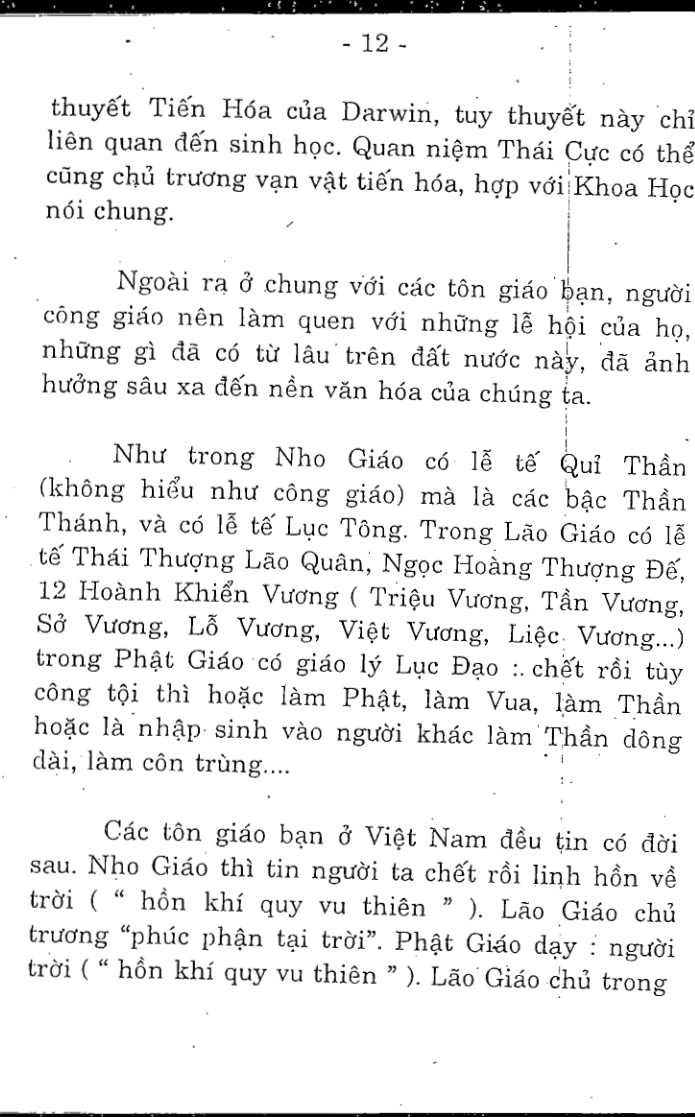 - 12 -
thuyết Tiến Hóa của Darwin, tuy thuyết này chỉ
liên quan đến sinh học. Quan niệm Thái Cực có thể
cũng chủ trương vạn vật tiến hóa, hợp với Khoa Học
nói chung.
Ngoài rạ ở chung với các tôn giáo bạn, người
công giáo nên làm quen với những lễ hội của họ,
những gì đã có từ lâu trên đất nước này, đã ảnh
hưởng sâu xa đến nền văn hóa của chúng ta.
Như trong Nho Giáo có lễ tế Quỉ Thần
(không hiểu như công giáo) mà là các bậc Thần
Thánh, và có lễ tế Lục Tông. Trong Lão Giáo có lễ
tế Thái Thượng Lão Quân, Ngọc Hoàng Thượng Đế,
12 Hoành Khiển Vương ( Triệu Vương, Tần Vương,
Sở Vương, Lỗ Vương, Việt Vương, Liệc Vương...)
trong Phật Giáo có giáo lý Lục Đạo : chết rồi tùy
công tội thì hoặc làm Phật, làm Vua, làm Thần
hoặc là nhập sinh vào người khác làm Thần dông
dài, làm côn trùng....
Các tôn giáo bạn ở Việt Nam đều tin có đời
sau. Nho Giáo thì tin người ta chết rồi linh hồn về
trời ( “ hồn khí quy vu thiên ” ). Lão Giáo chủ
trương “phúc phận tại trời”. Phật Giáo dạy : người
trời ( “ hồn khí quy vu thiên ” ). Lão Giáo chủ trong